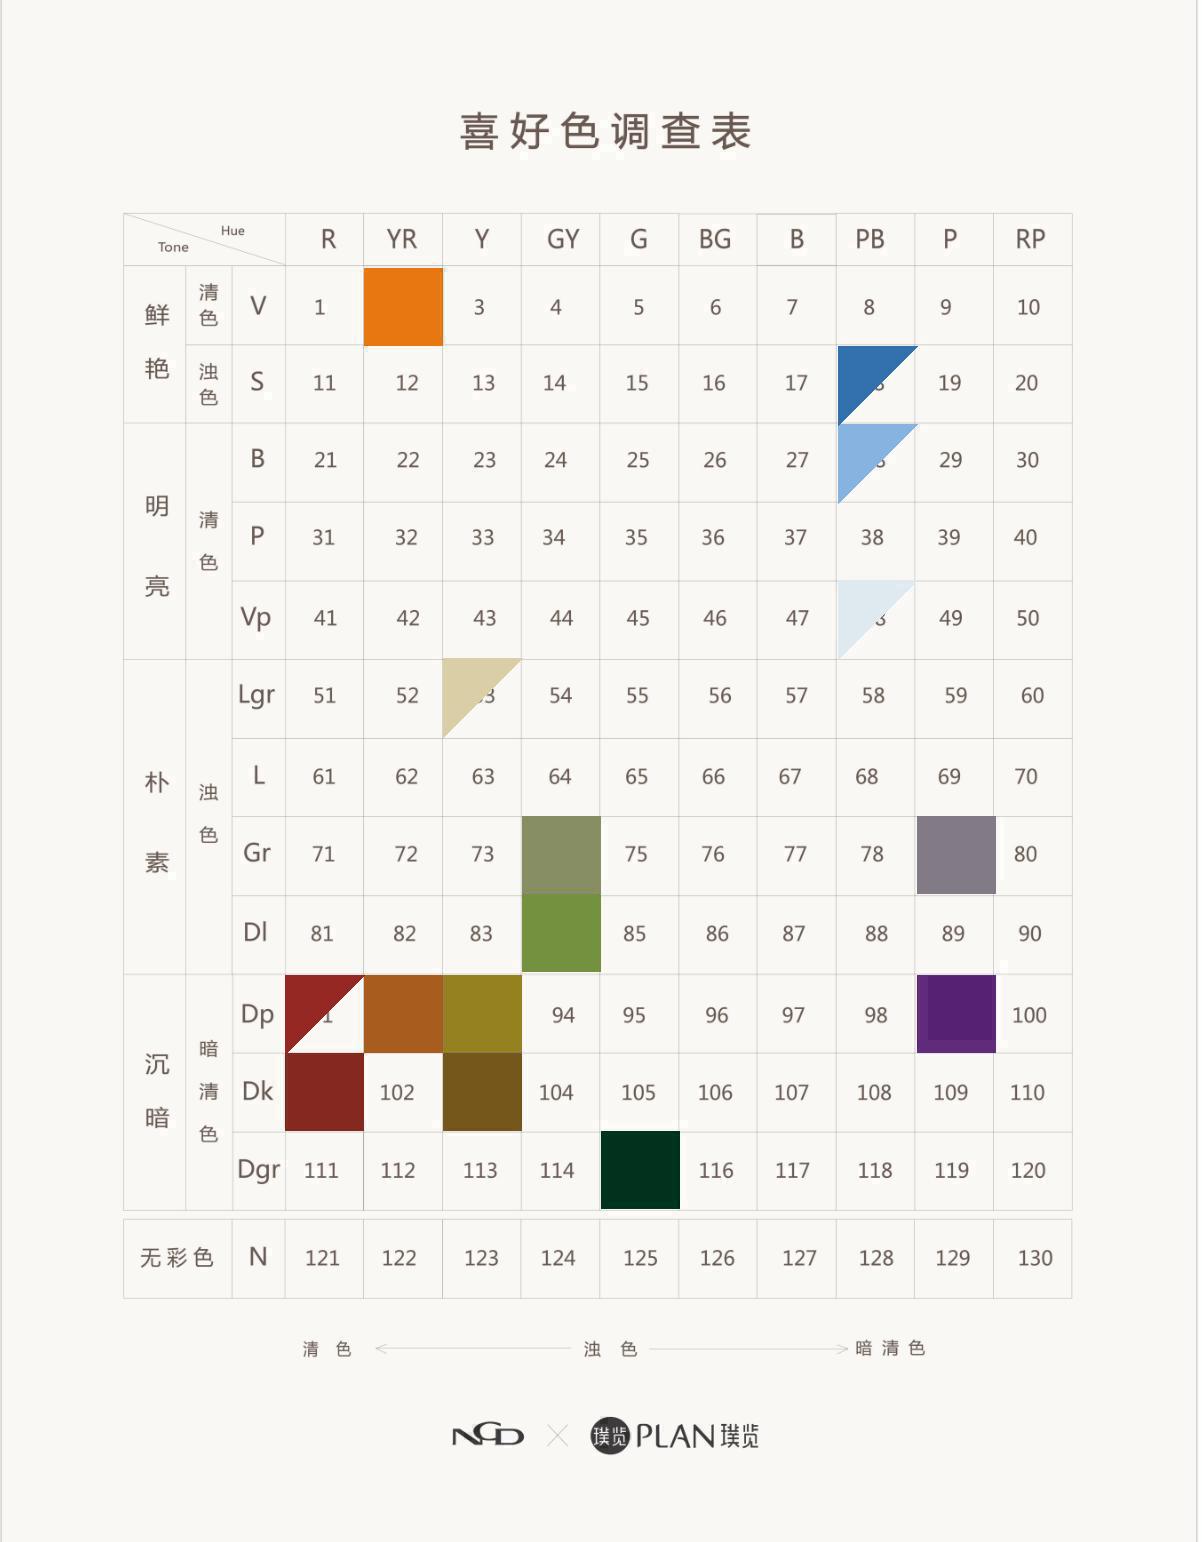 喜好色调查表
Tone Hue R YR Y GY G BG B PB P RP
鲜艳 清色 V 1 3 4 5 6 7 8 9 10
浊色 S 11 12 13 14 15 16 17 19 20
明亮 清色 B 21 22 23 24 25 26 27 29 30
P 31 32 33 34 35 36 37 38 39 40
Vp 41 42 43 44 45 46 47 49 50
朴素 浊色 Lgr 51 52 54 55 56 57 58 59 60
L 61 62 63 64 65 66 67 68 69 70
Gr 71 72 73 75 76 77 78 80
Dl 81 82 83 85 86 87 88 89 90
沉暗 暗清色 Dp 94 95 96 97 98 100
Dk 102 104 105 106 107 108 109 110
Dgr 111 112 113 114 116 117 118 119 120
无彩色 N 121 122 123 124 125 126 127 128 129 130
清色 浊色 暗清色
NCD × 璞览 PLAN璞览